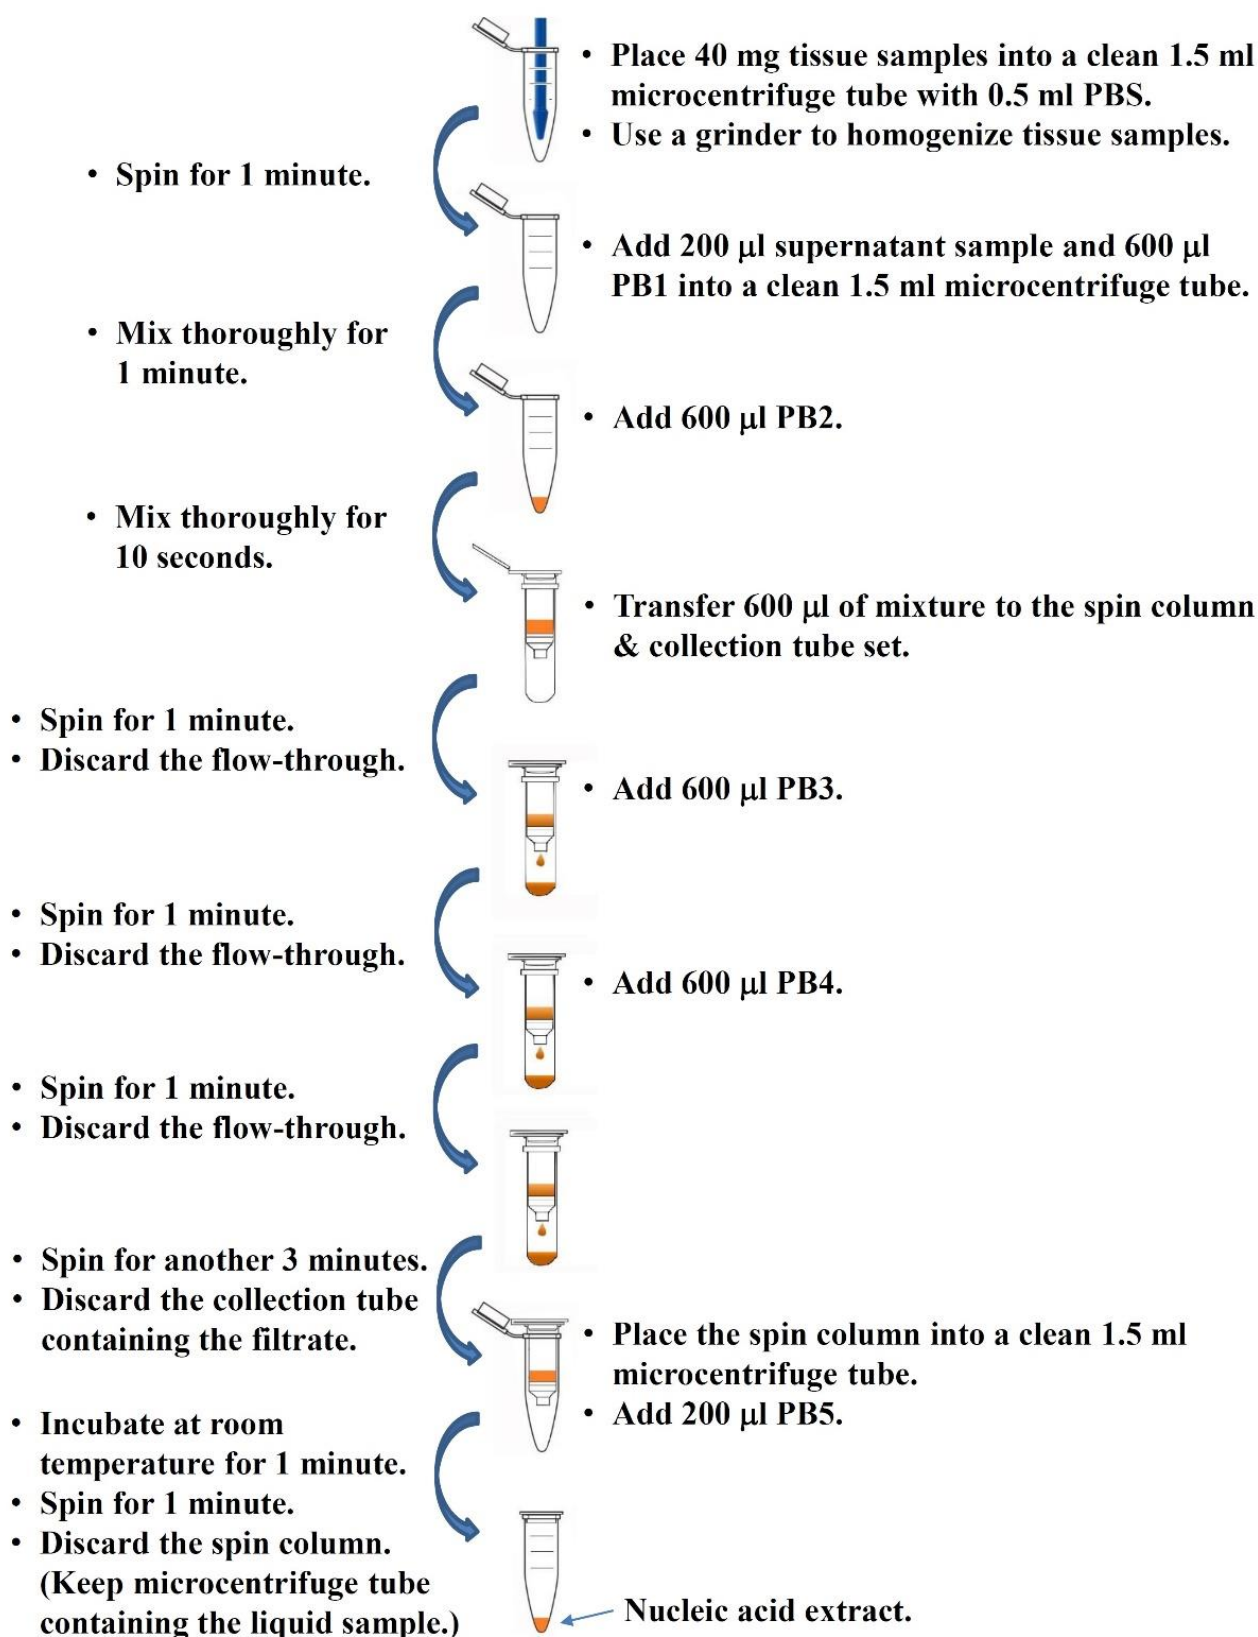 • Place 40 mg tissue samples into a clean 1.5 ml
microcentrifuge tube with 0.5 ml PBS.
• Use a grinder to homogenize tissue samples.
• Spin for 1 minute.
• Add 200 µl supernatant sample and 600 µl
PB1 into a clean 1.5 ml microcentrifuge tube.
• Mix thoroughly for
1 minute.
• Add 600 µl PB2.
• Mix thoroughly for
10 seconds.
• Transfer 600 µl of mixture to the spin column
& collection tube set.
• Spin for 1 minute.
• Discard the flow-through.
• Add 600 µl PB3.
• Spin for 1 minute.
• Discard the flow-through.
• Add 600 µl PB4.
• Spin for 1 minute.
• Discard the flow-through.
• Spin for another 3 minutes.
• Discard the collection tube
containing the filtrate.
• Place the spin column into a clean 1.5 ml
microcentrifuge tube.
• Add 200 µl PB5.
• Incubate at room
temperature for 1 minute.
• Spin for 1 minute.
• Discard the spin column.
(Keep microcentrifuge tube
containing the liquid sample.)
Nucleic acid extract.